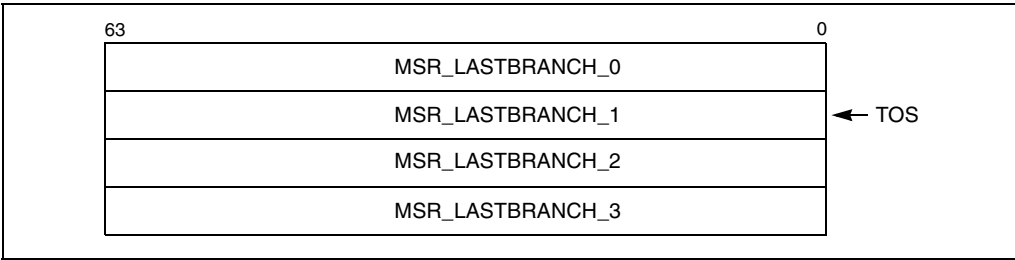 63 0
MSR_LASTBRANCH_0
MSR_LASTBRANCH_1 TOS
MSR_LASTBRANCH_2
MSR_LASTBRANCH_3